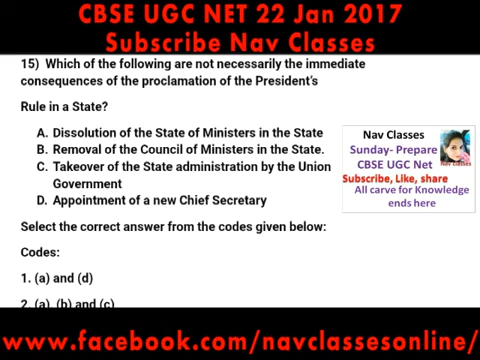 CBSE UGC NET 22 Jan 2017
Subscribe Nav Classes
15) Which of the following are not necessarily the immediate
consequences of the proclamation of the President's
Rule in a State?
A. Dissolution of the State of Ministers in the State
B. Removal of the Council of Ministers in the State.
C. Takeover of the State administration by the Union
Government
D. Appointment of a new Chief Secretary
Select the correct answer from the codes given below:
Codes:
1. (a) and (d)
2. (a), (b) and (c)
Nav Classes
Sunday- Prepare
CBSE UGC Net
Nav Classes
Subscribe, Like, share
All carve for Knowledge
ends here
www.facebook.com/navclassesonline/